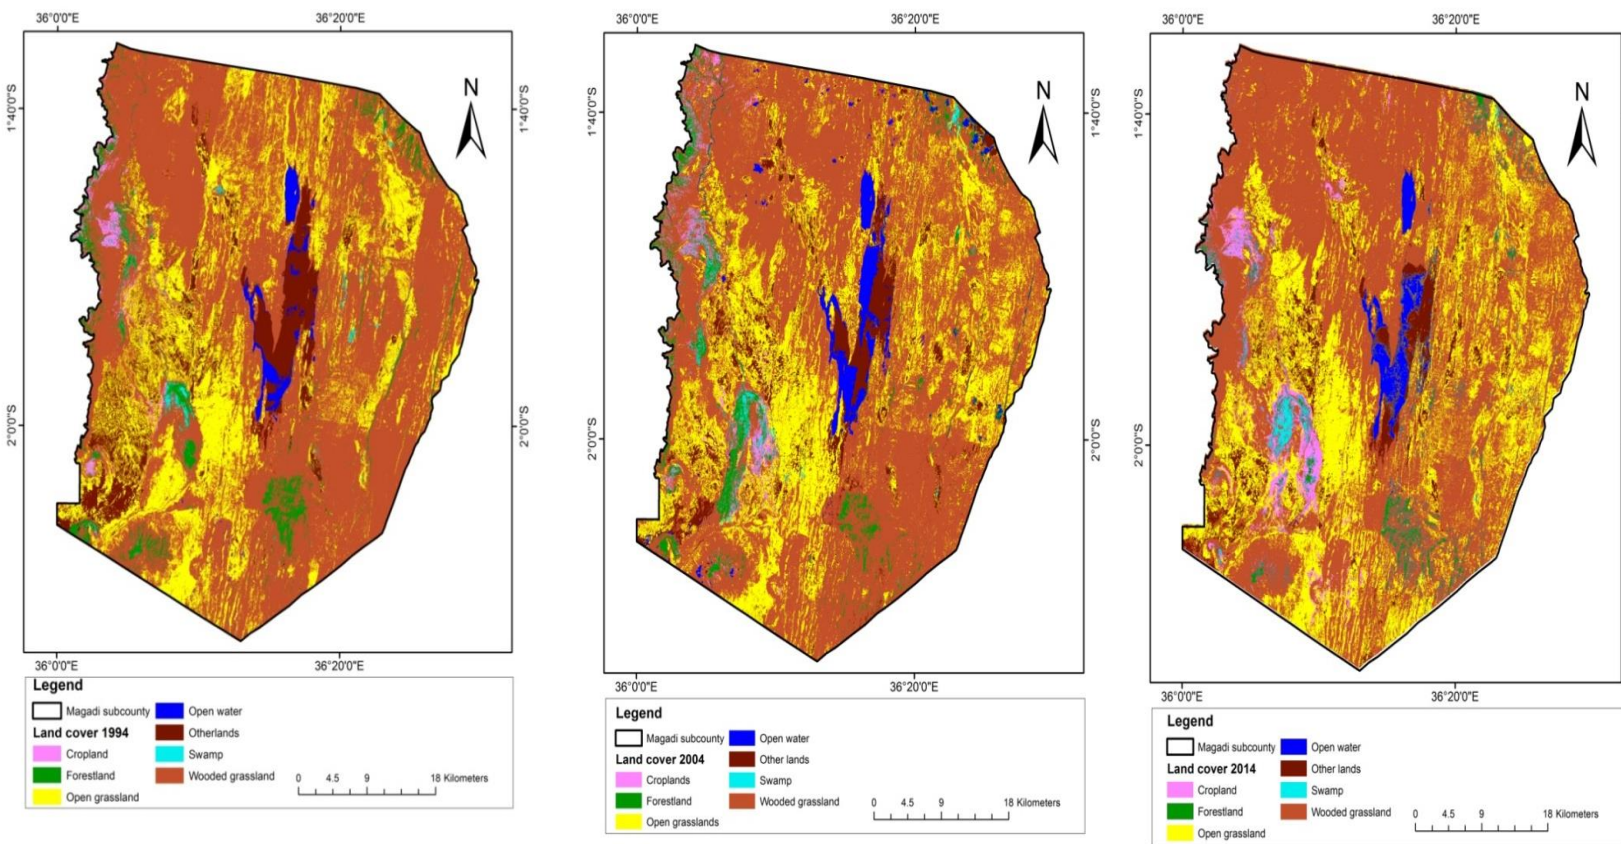 36°0'0"E 36°20'0"E
N
1°40'0"S 1°40'0"S
2°0'0"S 2°0'0"S
36°0'0"E 36°20'0"E
Legend
Magadi subcounty Open water
Land cover 1994 Otherlands
Cropland Swamp
Forestland Wooded grassland
Open grassland
0 4.5 9 18 Kilometers
36°0'0"E 36°20'0"E
N
1°40'0"S 1°40'0"S
2°0'0"S 2°0'0"S
36°0'0"E 36°20'0"E
Legend
Magadi subcounty Open water
Land cover 2004 Other lands
Croplands Swamp
Forestland Wooded grassland
Open grasslands
0 4.5 9 18 Kilometers
36°0'0"E 36°20'0"E
N
1°40'0"S
2°0'0"S
36°0'0"E 36°20'0"E
Legend
Magadi subcounty Open water
Land cover 2014 Other lands
Cropland Swamp
Forestland Wooded grassland
Open grassland
0 4.5 9 18 Kilometers